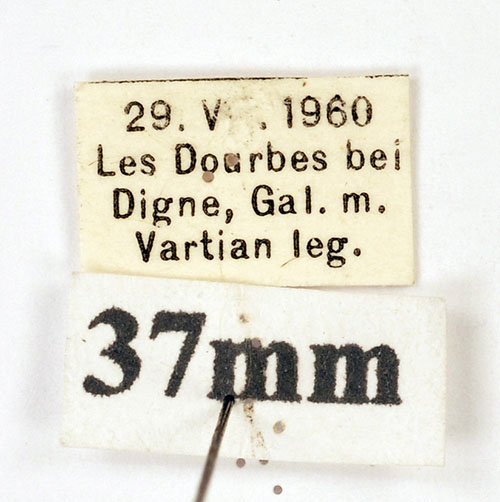 29. V . 1960
Les Dourbes bei
Digne, Gal. m.
Vartian leg.
37mm